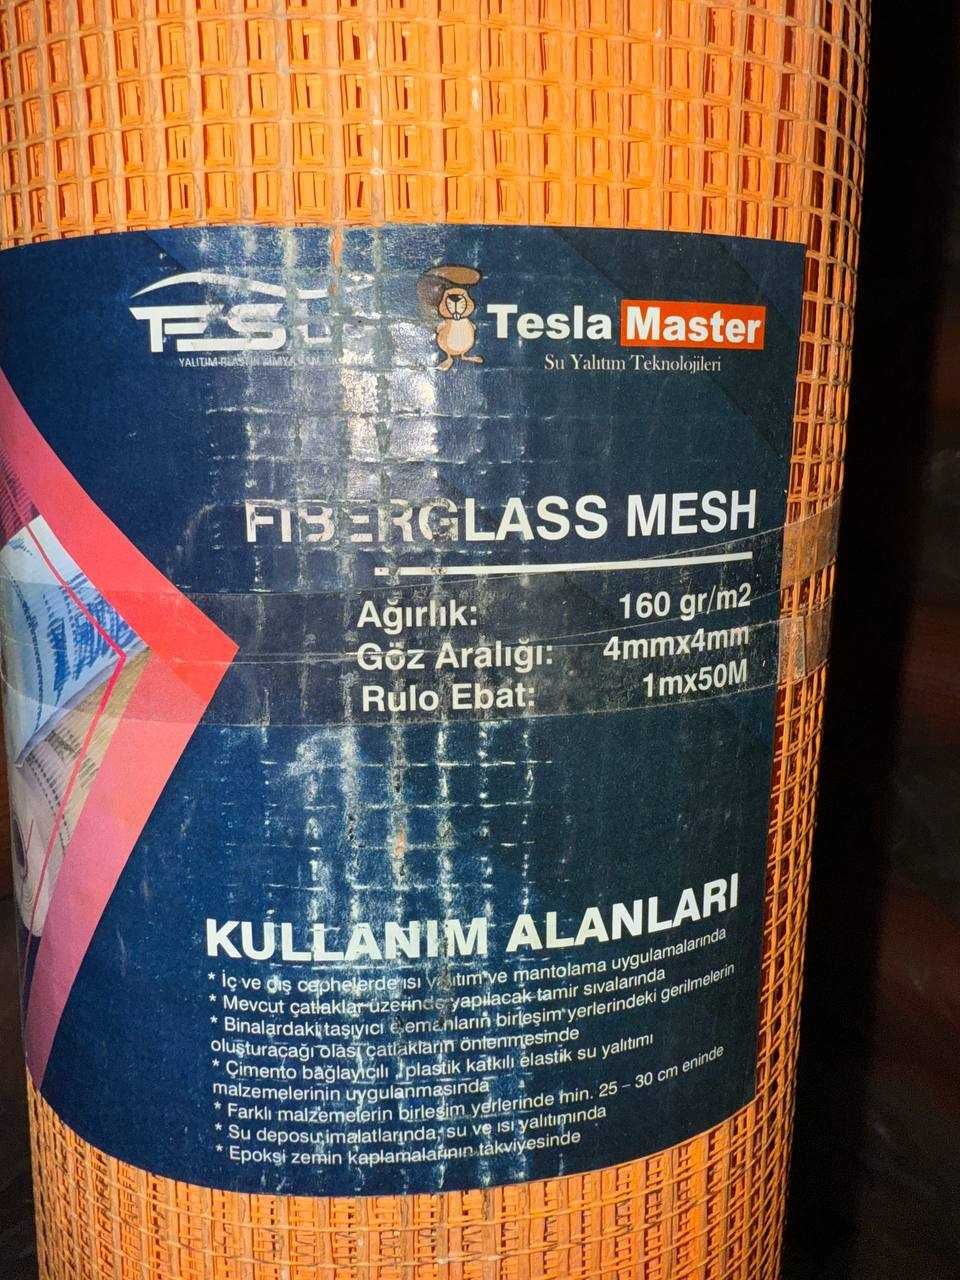 Tesla Master
Su Yalıtım Teknolojileri
FIBERGLASS MESH
Ağırlık: 160 gr/m2
Göz Aralığı: 4mmx4mm
Rulo Ebat: 1mx50M
KULLANIM ALANLARI
* İç ve dış cephelerde ısı yalıtım ve mantolama uygulamalarında
* Mevcut çatlaklar üzerinde yapılacak tamir sıvalarında
* Binalardaki taşıyıcı elemanların birleşim yerlerindeki gerilmelerin
oluşturacağı olası çatlakların önlenmesinde
* Çimento bağlayıcılı plastik katkılı elastik su yalıtımı
malzemelerinin uygulanmasında
* Farklı malzemelerin birleşim yerlerinde min. 25 – 30 cm eninde
* Su deposu imalatlarında, su ve ısı yalıtımında
* Epoksi zemin kaplamalarının takviyesinde